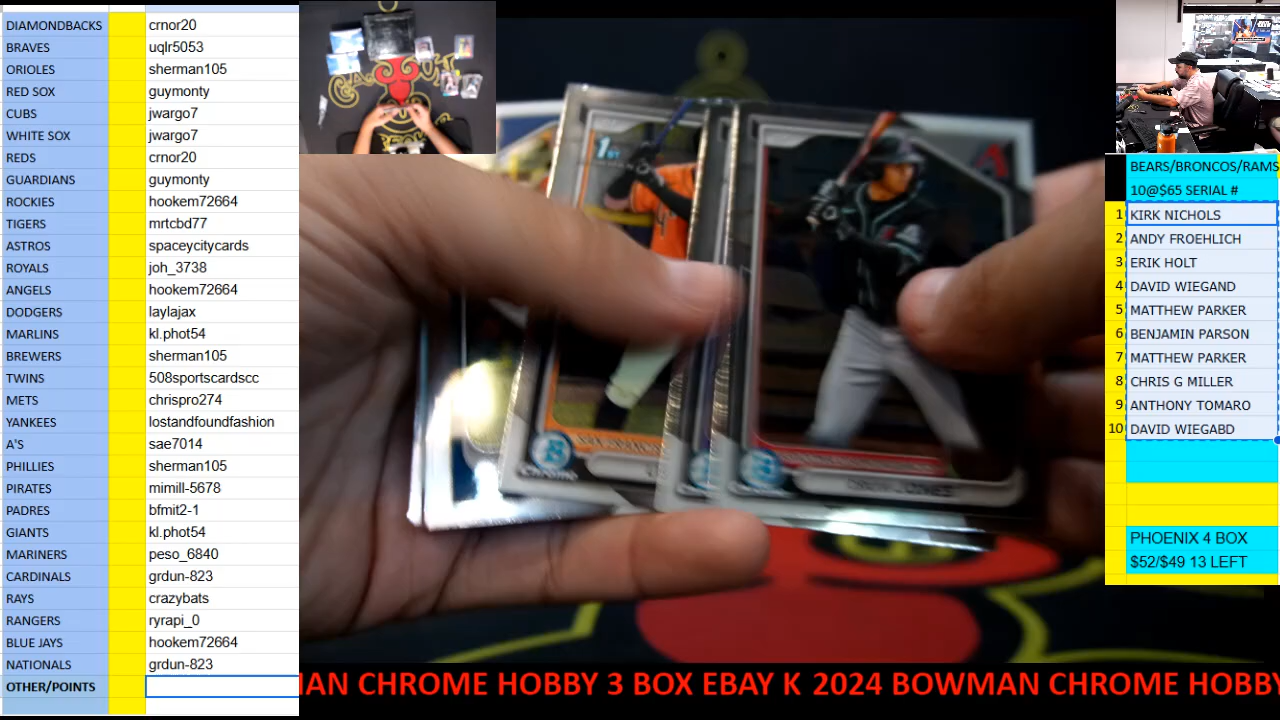 DIAMONDBACKS crnor20
BRAVES uqlr5053
ORIOLES sherman105
RED SOX guymonty
CUBS jwargo7
WHITE SOX jwargo7
REDS crnor20
GUARDIANS guymonty
ROCKIES hookem72664
TIGERS mrtcbd77
ASTROS spaceycitycards
ROYALS joh_3738
ANGELS hookem72664
DODGERS laylajax
MARLINS kl.phot54
BREWERS sherman105
TWINS 508sportscardscc
METS chrispro274
YANKEES lostandfoundfashion
A'S sae7014
PHILLIES sherman105
PIRATES mimill-5678
PADRES bfmit2-1
GIANTS kl.phot54
MARINERS peso_6840
CARDINALS grdun-823
RAYS crazybats
RANGERS ryrapi_0
BLUE JAYS hookem72664
NATIONALS grdun-823
OTHER/POINTS
1ST
JONES
BEARS/BRONCOS/RAMS
10@$65 SERIAL #
1 KIRK NICHOLS
2 ANDY FROEHLICH
3 ERIK HOLT
4 DAVID WIEGAND
5 MATTHEW PARKER
6 BENJAMIN PARSON
7 MATTHEW PARKER
8 CHRIS G MILLER
9 ANTHONY TOMARO
10 DAVID WIEGABD
PHOENIX 4 BOX
$52/$49 13 LEFT
MAN CHROME HOBBY 3 BOX EBAY K 2024 BOWMAN CHROME HOBBY